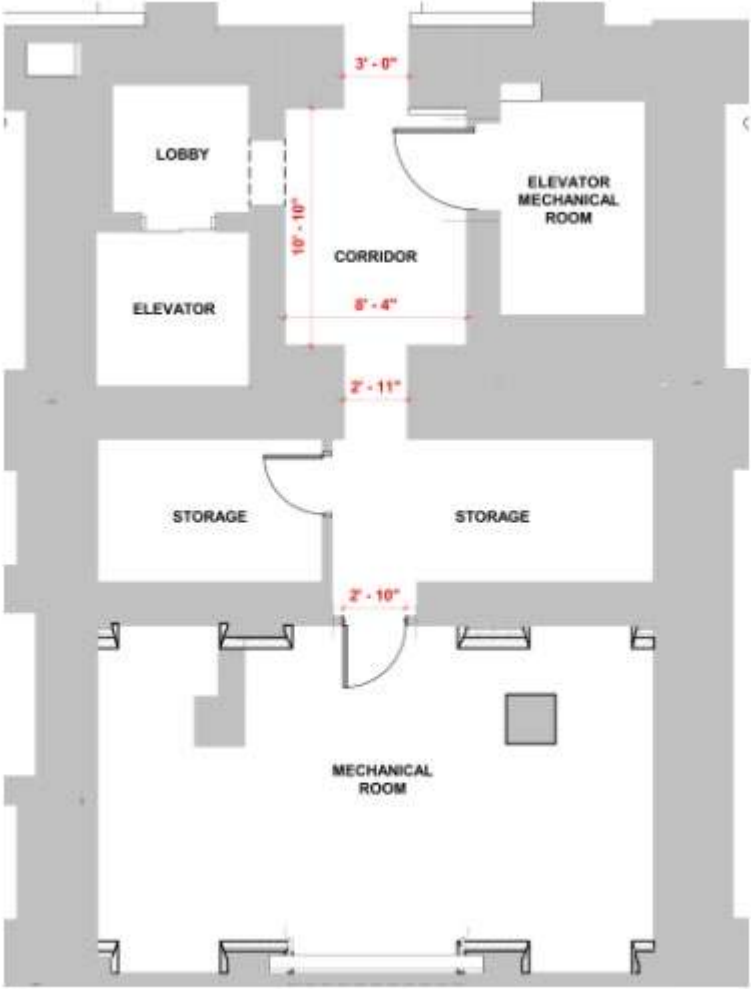 3' - 0"
LOBBY
ELEVATOR
MECHANICAL
ROOM
10' - 10"
CORRIDOR
8' - 4"
ELEVATOR
2' - 11"
STORAGE
STORAGE
2' - 10"
MECHANICAL
ROOM